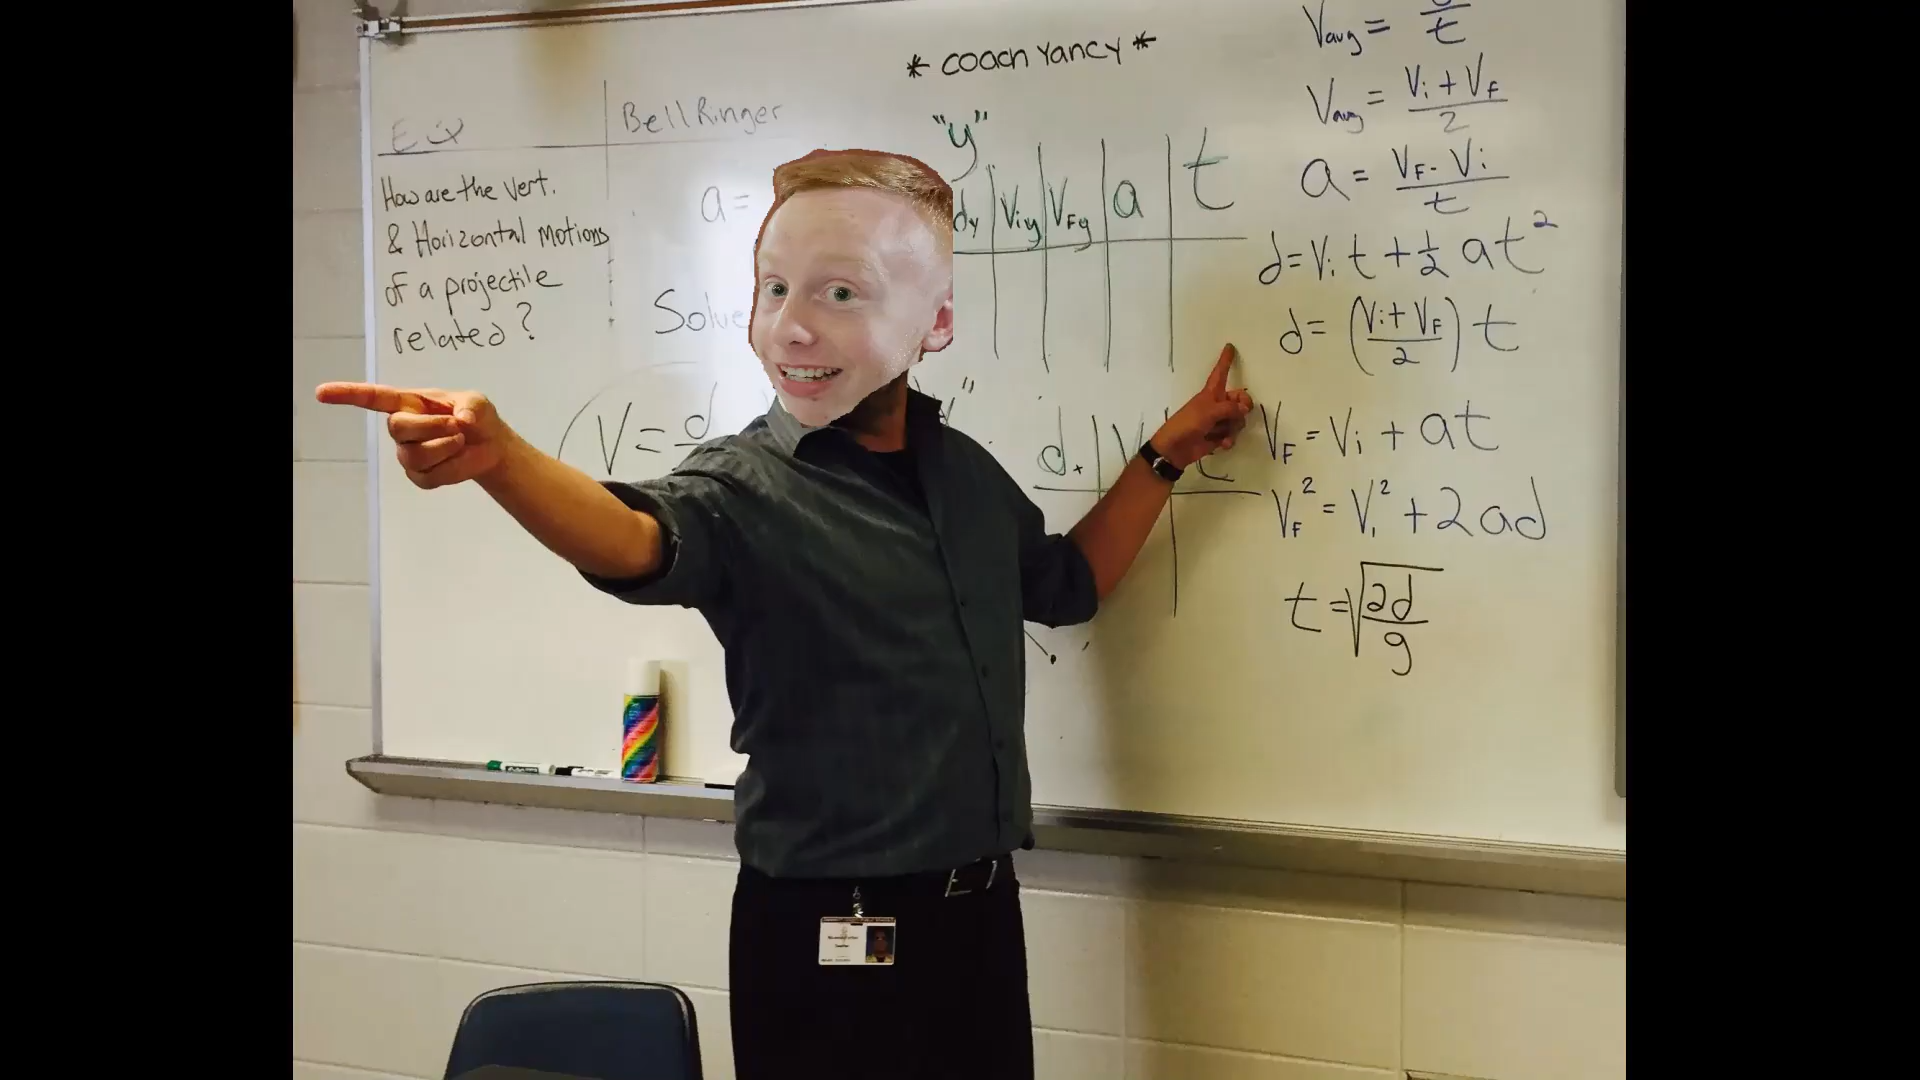 * coach Yancy *
EQ
How are the vert.
& Horizontal Motions
of a projectile
related?
Bell Ringer
a =
Solve
V = d
"y"
dy Viy VFy a t
d+ V t
Vavg = t
Vavg = Vi + VF / 2
a = VF - Vi / t
d = Vi t + 1/2 at²
d = (Vi + VF / 2) t
VF = Vi + at
VF² = Vi² + 2ad
t = √2d / g